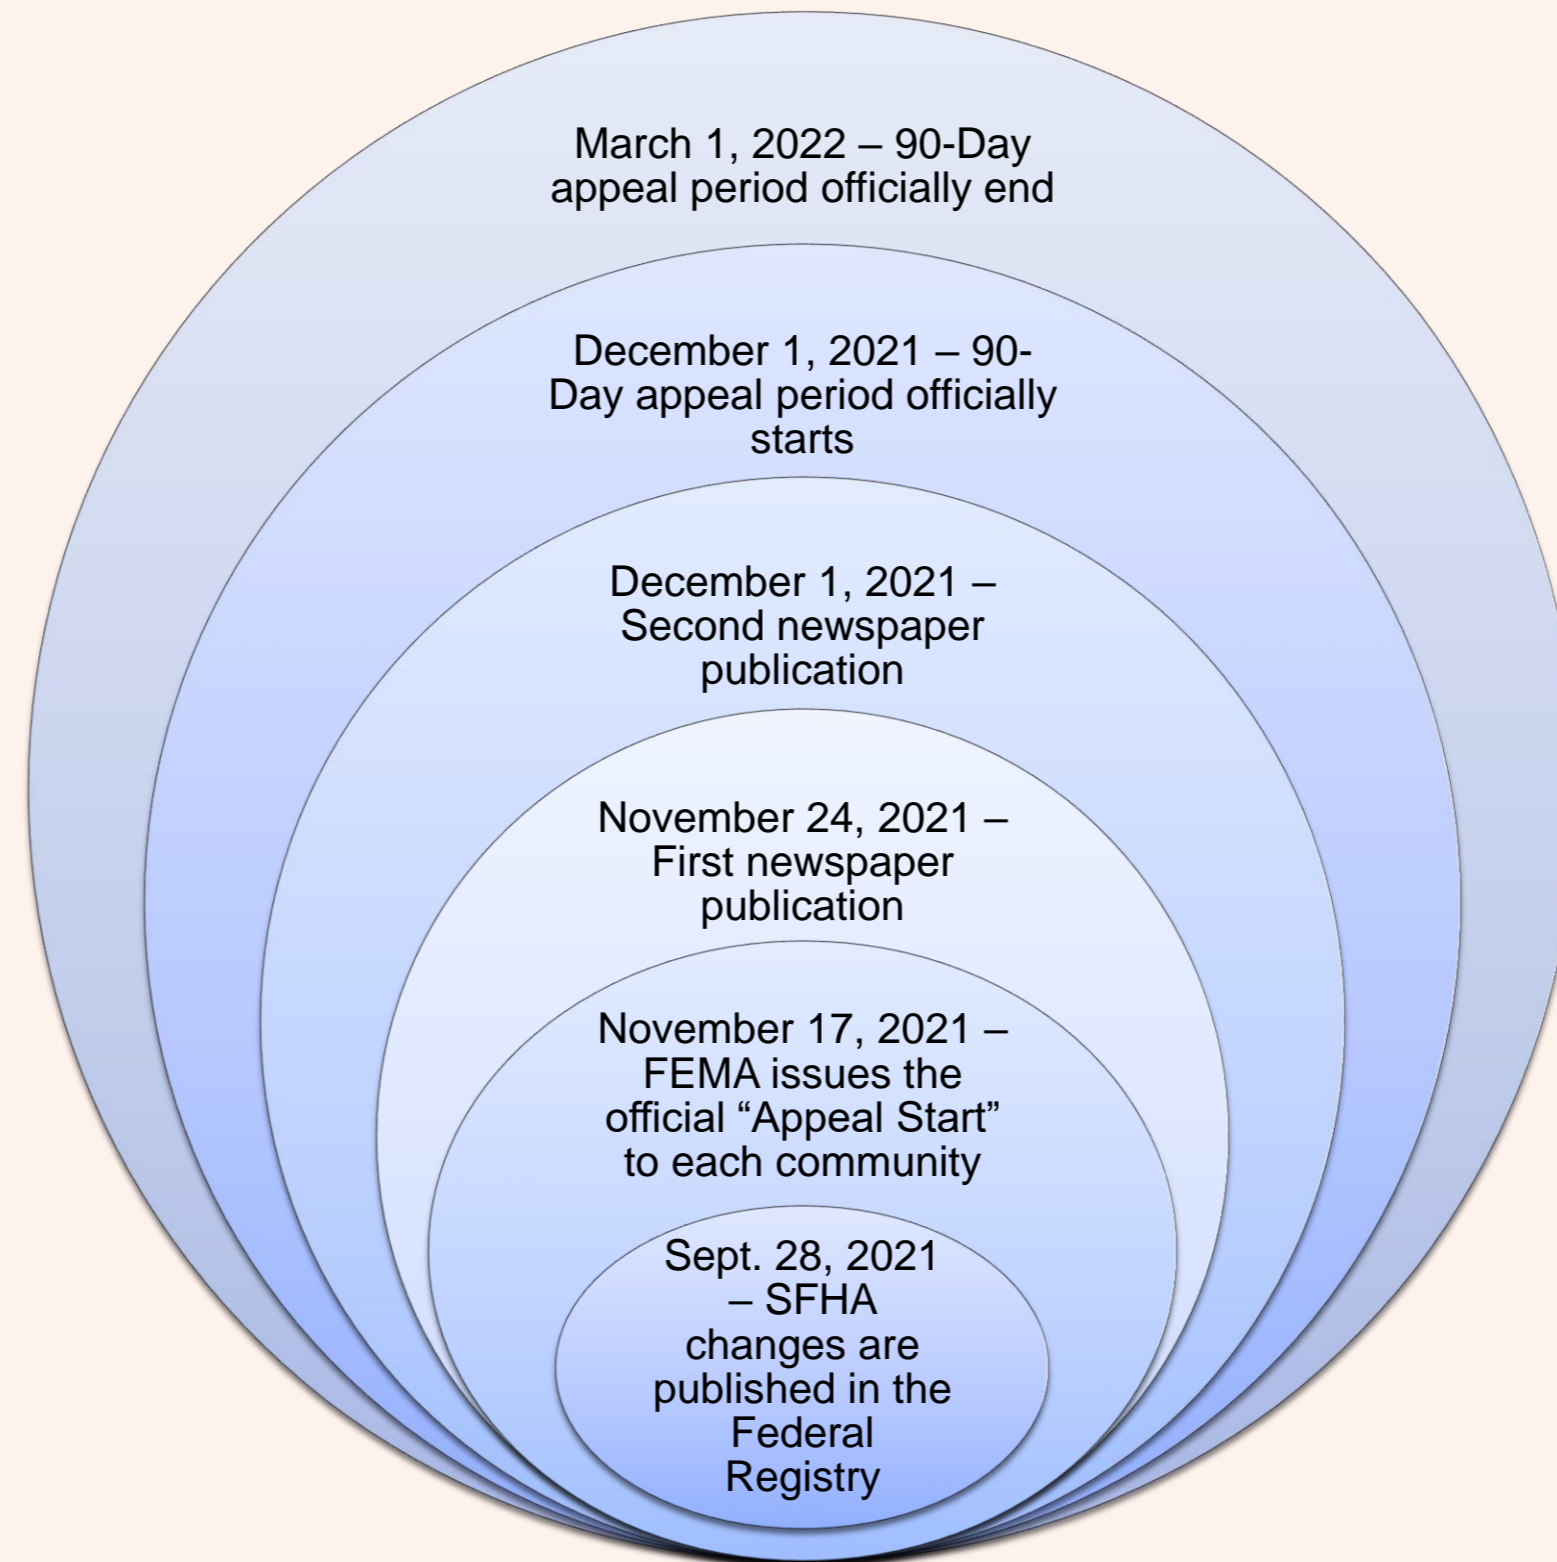 March 1, 2022 – 90-Day
appeal period officially end
December 1, 2021 – 90-
Day appeal period officially
starts
December 1, 2021 –
Second newspaper
publication
November 24, 2021 –
First newspaper
publication
November 17, 2021 –
FEMA issues the
official “Appeal Start”
to each community
Sept. 28, 2021
– SFHA
changes are
published in the
Federal
Registry